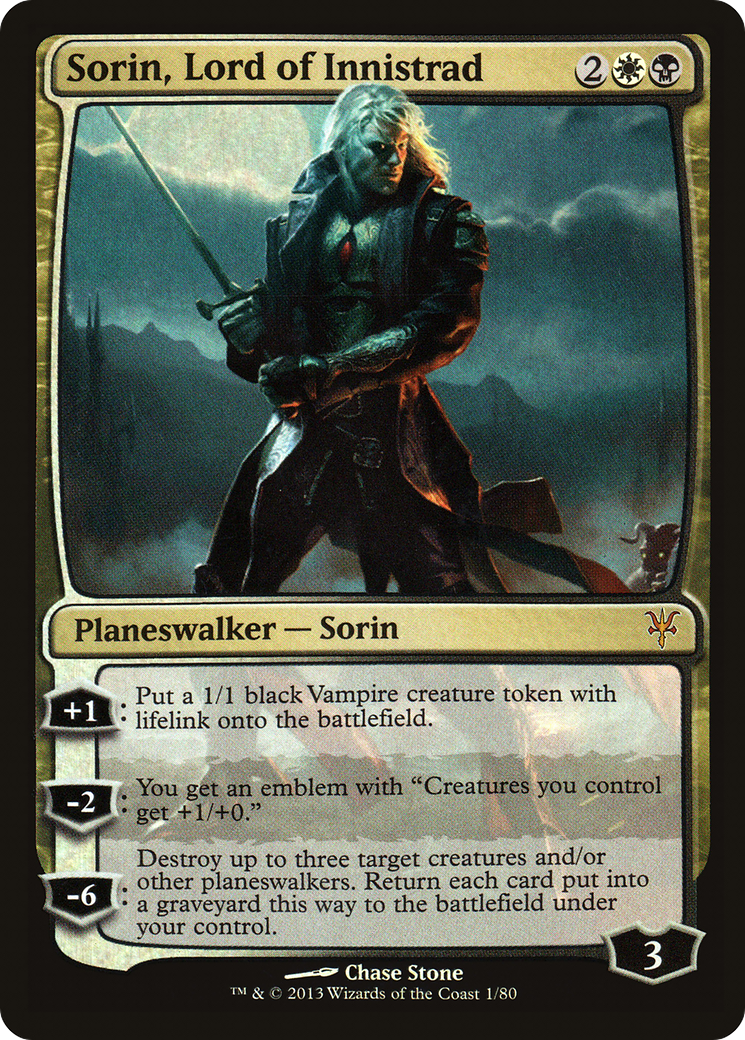 Sorin, Lord of Innistrad 2
Planeswalker — Sorin
+1: Put a 1/1 black Vampire creature token with
lifelink onto the battlefield.
-2: You get an emblem with “Creatures you control
get +1/+0.”
-6: Destroy up to three target creatures and/or
other planeswalkers. Return each card put into
a graveyard this way to the battlefield under
your control.
3
Chase Stone
™ & © 2013 Wizards of the Coast 1/80